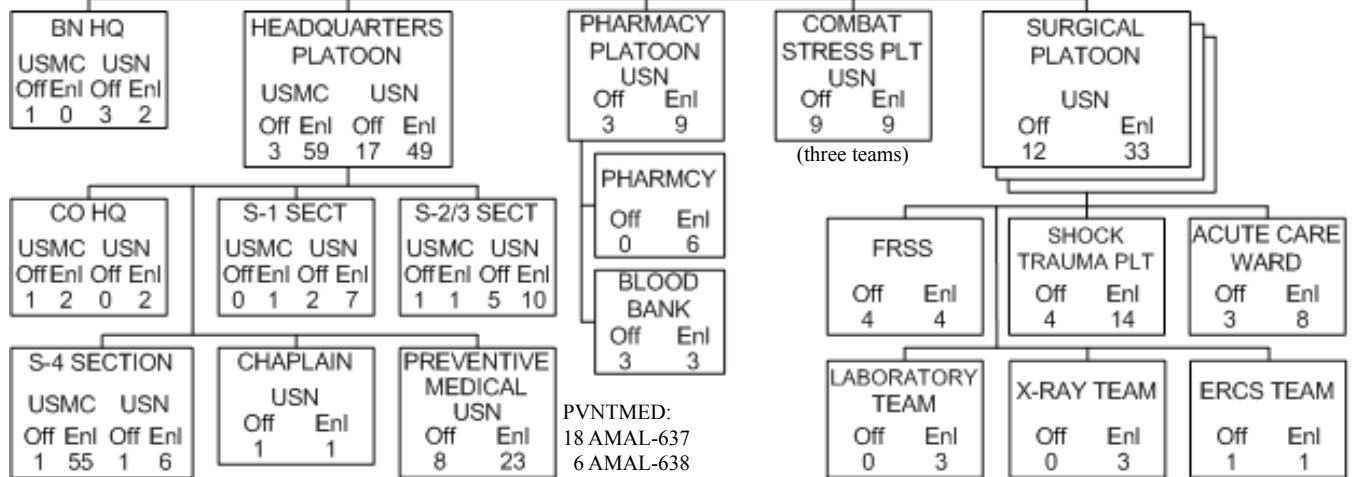 BN HQ
USMC USN
Off Enl Off Enl
1 0 3 2
HEADQUARTERS
PLATOON
USMC USN
Off Enl Off Enl
3 59 17 49
PHARMACY
PLATOON
USN
Off Enl
3 9
COMBAT
STRESS PLT
USN
Off Enl
9 9
(three teams)
SURGICAL
PLATOON
USN
Off Enl
12 33
CO HQ
USMC USN
Off Enl Off Enl
1 2 0 2
S-1 SECT
USMC USN
Off Enl Off Enl
0 1 2 7
S-2/3 SECT
USMC USN
Off Enl Off Enl
1 1 5 10
PHARMCY
Off Enl
0 6
BLOOD
BANK
Off Enl
3 3
FRSS
Off Enl
4 4
SHOCK
TRAUMA PLT
Off Enl
4 14
ACUTE CARE
WARD
Off Enl
3 8
S-4 SECTION
USMC USN
Off Enl Off Enl
1 55 1 6
CHAPLAIN
USN
Off Enl
1 1
PREVENTIVE
MEDICAL
USN
Off Enl
8 23
PVNTMED:
18 AMAL-637
6 AMAL-638
LABORATORY
TEAM
Off Enl
0 3
X-RAY TEAM
Off Enl
0 3
ERCS TEAM
Off Enl
1 1